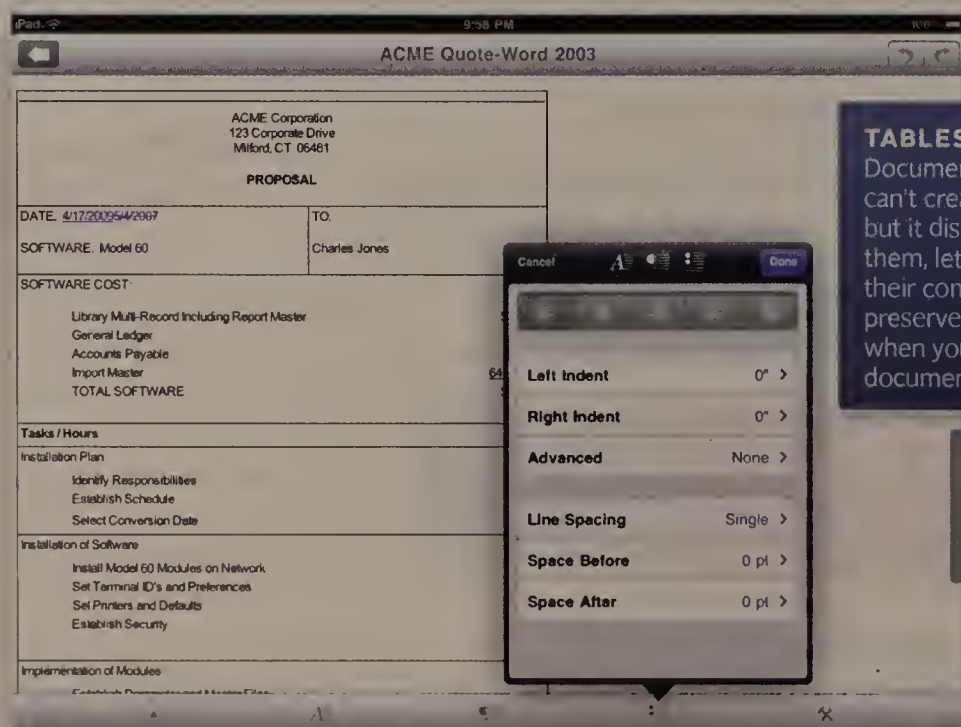 iPad
9:58 PM
ACME Quote-Word 2003
ACME Corporation
123 Corporate Drive
Milford, CT 06461
PROPOSAL
DATE.
TO.
SOFTWARE. Model 60
Charles Jones
SOFTWARE COST
Library Multi-Record Including Report Master
General Ledger
Accounts Payable
Import Master
64
TOTAL SOFTWARE
Tasks / Hours
Installation Plan
Identify Responsibilities
Establish Schedule
Select Conversion Date
Installation of Software
Install Model 60 Modules on Network
Set Terminal ID's and Preferences
Set Printers and Defaults
Establish Security
Implementation of Modules
Cancel
Done
Left Indent 0" >
Right Indent 0" >
Advanced None >
Line Spacing Single >
Space Before 0 pt >
Space After 0 pt >
TABLES
Documen
can't crea
but it dis
them, let
their con
preserve
when you
documen